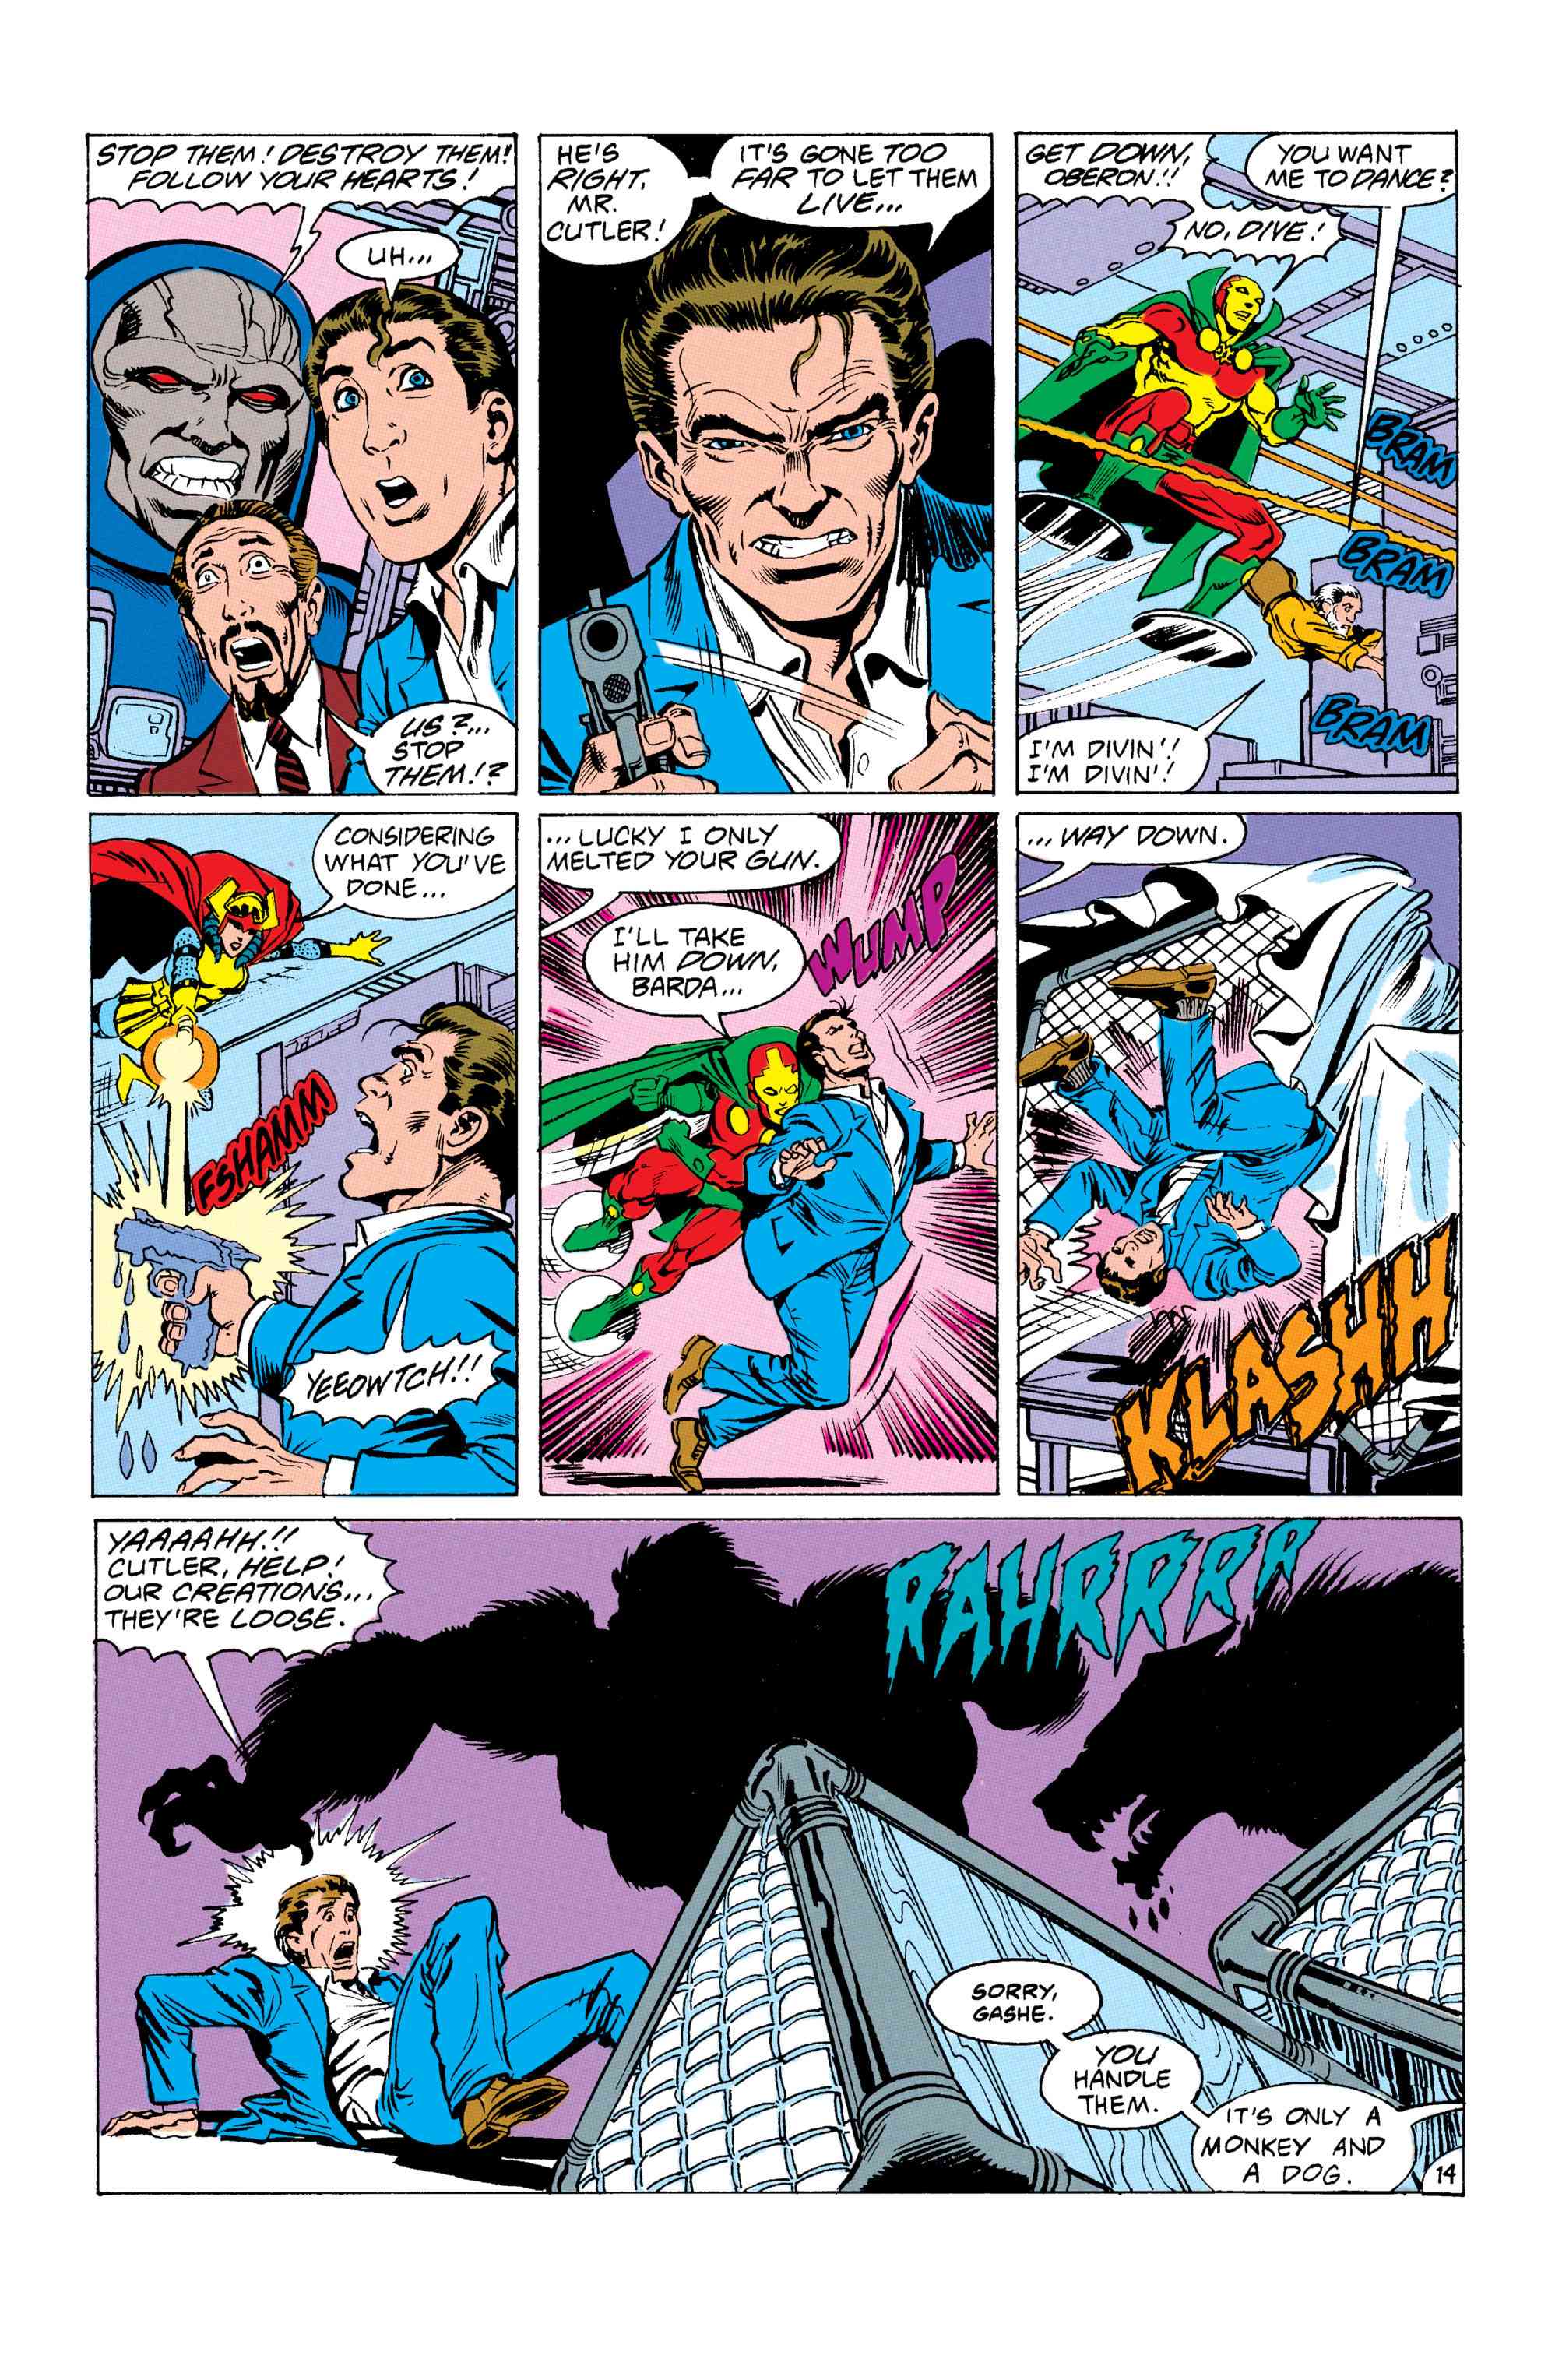 STOP THEM! DESTROY THEM!
FOLLOW YOUR HEARTS!
UH...
US?...
STOP
THEM!?
HE'S
RIGHT,
MR.
CUTLER!
IT'S GONE TOO
FAR TO LET THEM
LIVE...
GET DOWN,
OBERON!!
YOU WANT
ME TO DANCE?
NO, DIVE!
BRAM
BRAM
BRAM
I'M DIVIN'!
I'M DIVIN'!
CONSIDERING
WHAT YOU'VE
DONE...
FSHAMM
YEEOWTCH!!
...LUCKY I ONLY
MELTED YOUR GUN.
I'LL TAKE
HIM DOWN,
BARDA...
WUMP
...WAY DOWN.
KLASHH
YAAAAHH!!
CUTLER, HELP!
OUR CREATIONS...
THEY'RE LOOSE.
RAHRRRR
SORRY,
GASHE.
YOU
HANDLE
THEM.
IT'S ONLY A
MONKEY AND
A DOG.
14